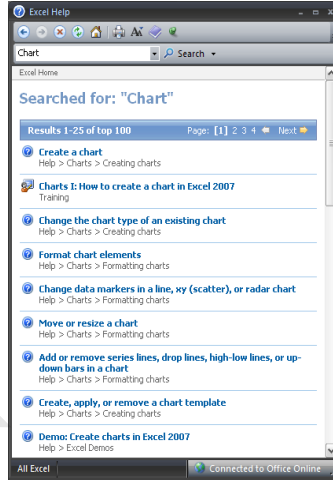 Excel Help
Chart
Search
Excel Home
Searched for: "Chart"
Results 1-25 of top 100 Page: [1] 2 3 4 Next
Create a chart
Help > Charts > Creating charts
Charts I: How to create a chart in Excel 2007
Training
Change the chart type of an existing chart
Help > Charts > Creating charts
Format chart elements
Help > Charts > Formatting charts
Change data markers in a line, xy (scatter), or radar chart
Help > Charts > Formatting charts
Move or resize a chart
Help > Charts > Formatting charts
Add or remove series lines, drop lines, high-low lines, or up-
down bars in a chart
Help > Charts > Formatting charts
Create, apply, or remove a chart template
Help > Charts > Creating charts
Demo: Create charts in Excel 2007
Help > Excel Demos
All Excel Connected to Office Online